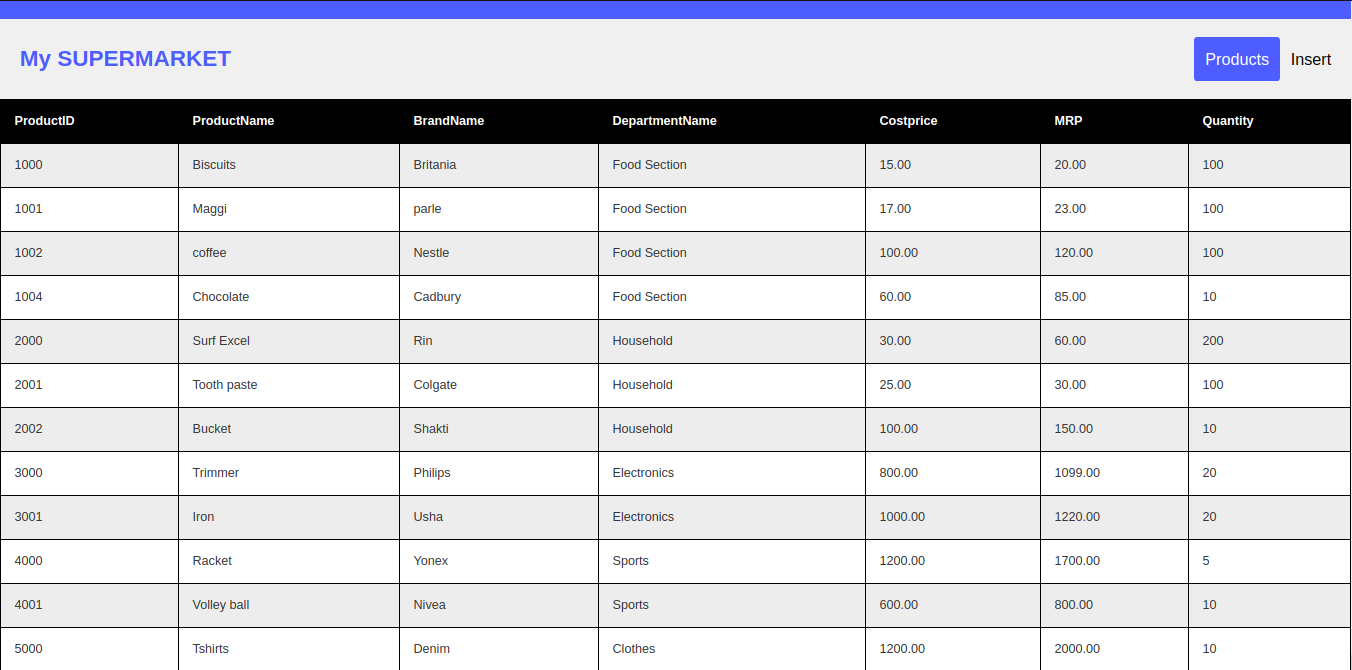 My SUPERMARKET Products Insert
ProductID ProductName BrandName DepartmentName Costprice MRP Quantity
1000 Biscuits Britania Food Section 15.00 20.00 100
1001 Maggi parle Food Section 17.00 23.00 100
1002 coffee Nestle Food Section 100.00 120.00 100
1004 Chocolate Cadbury Food Section 60.00 85.00 10
2000 Surf Excel Rin Household 30.00 60.00 200
2001 Tooth paste Colgate Household 25.00 30.00 100
2002 Bucket Shakti Household 100.00 150.00 10
3000 Trimmer Philips Electronics 800.00 1099.00 20
3001 Iron Usha Electronics 1000.00 1220.00 20
4000 Racket Yonex Sports 1200.00 1700.00 5
4001 Volley ball Nivea Sports 600.00 800.00 10
5000 Tshirts Denim Clothes 1200.00 2000.00 10